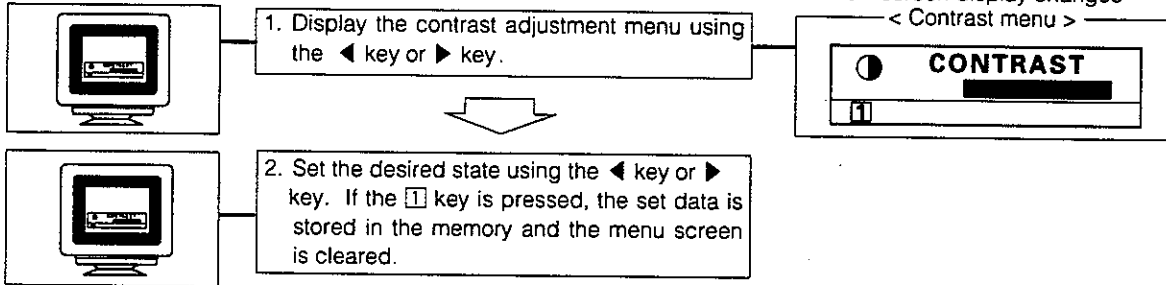 screen display changes
< Contrast menu >
1. Display the contrast adjustment menu using
the ◀ key or ▶ key.
CONTRAST
1
2. Set the desired state using the ◀ key or ▶
key. If the 1 key is pressed, the set data is
stored in the memory and the menu screen
is cleared.